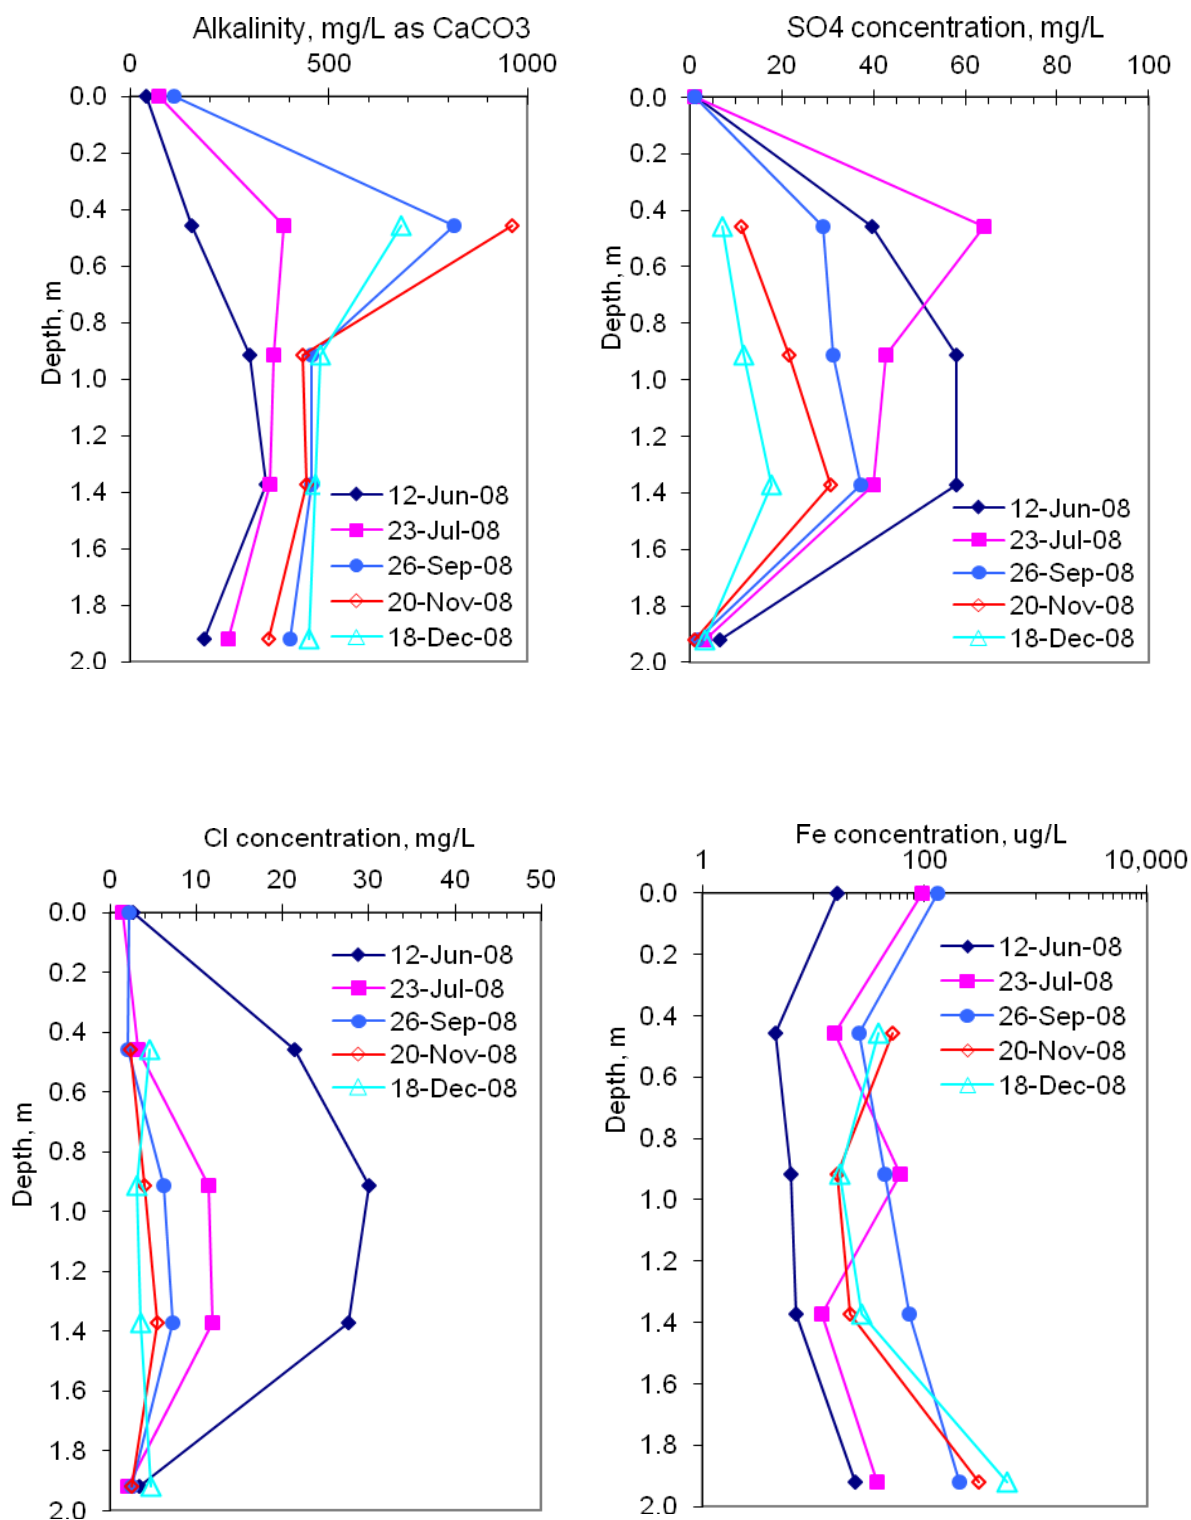 Alkalinity, mg/L as CaCO3
0 500 1000
0.0
0.2
0.4
0.6
0.8
1.0
1.2
1.4
1.6
1.8
2.0
Depth, m
12-Jun-08
23-Jul-08
26-Sep-08
20-Nov-08
18-Dec-08
SO4 concentration, mg/L
0 20 40 60 80 100
0.0
0.2
0.4
0.6
0.8
1.0
1.2
1.4
1.6
1.8
2.0
Depth, m
12-Jun-08
23-Jul-08
26-Sep-08
20-Nov-08
18-Dec-08
Cl concentration, mg/L
0 10 20 30 40 50
0.0
0.2
0.4
0.6
0.8
1.0
1.2
1.4
1.6
1.8
2.0
Depth, m
12-Jun-08
23-Jul-08
26-Sep-08
20-Nov-08
18-Dec-08
Fe concentration, ug/L
1 100 10,000
0.0
0.2
0.4
0.6
0.8
1.0
1.2
1.4
1.6
1.8
2.0
Depth, m
12-Jun-08
23-Jul-08
26-Sep-08
20-Nov-08
18-Dec-08